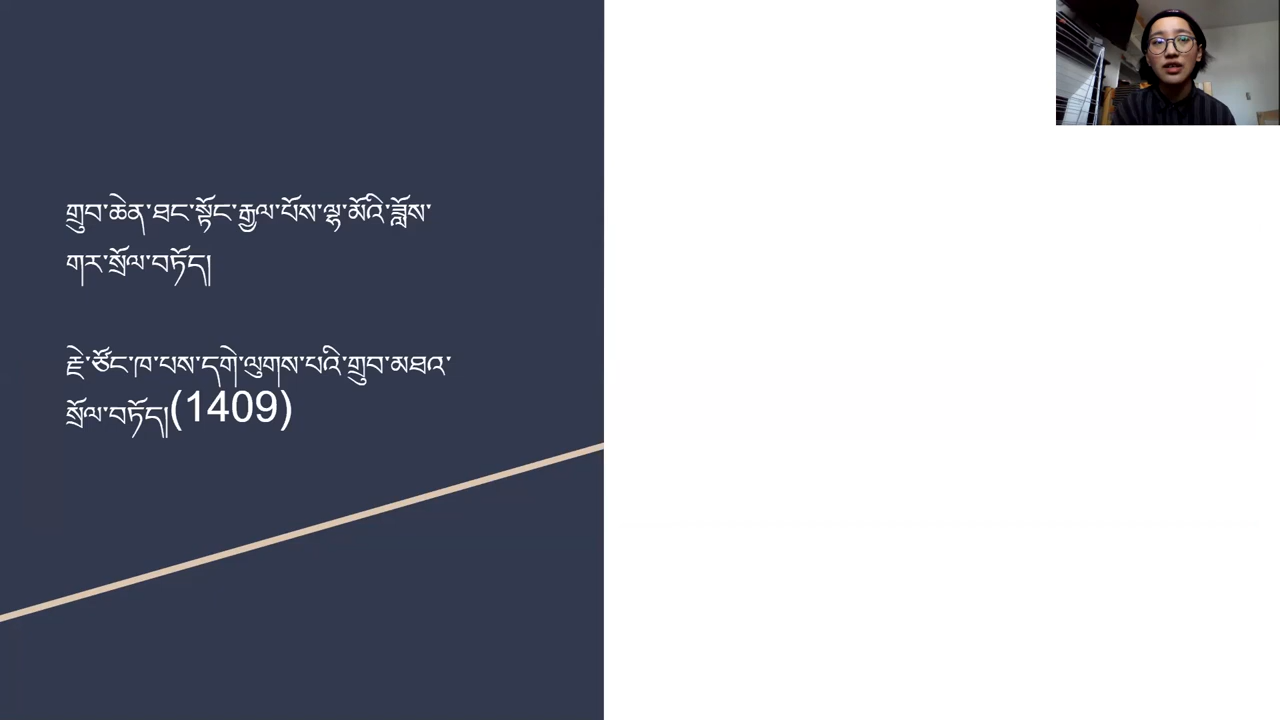 གྲུབ་ཆེན་ཐང་སྟོང་རྒྱལ་པོས་ལྷ་མོའི་ཟློས་
གར་སྲོལ་བཏོད།
རྗེ་ཙོང་ཁ་པས་དགེ་ལུགས་པའི་གྲུབ་མཐའ་
སྲོལ་བཏོད།(1409)